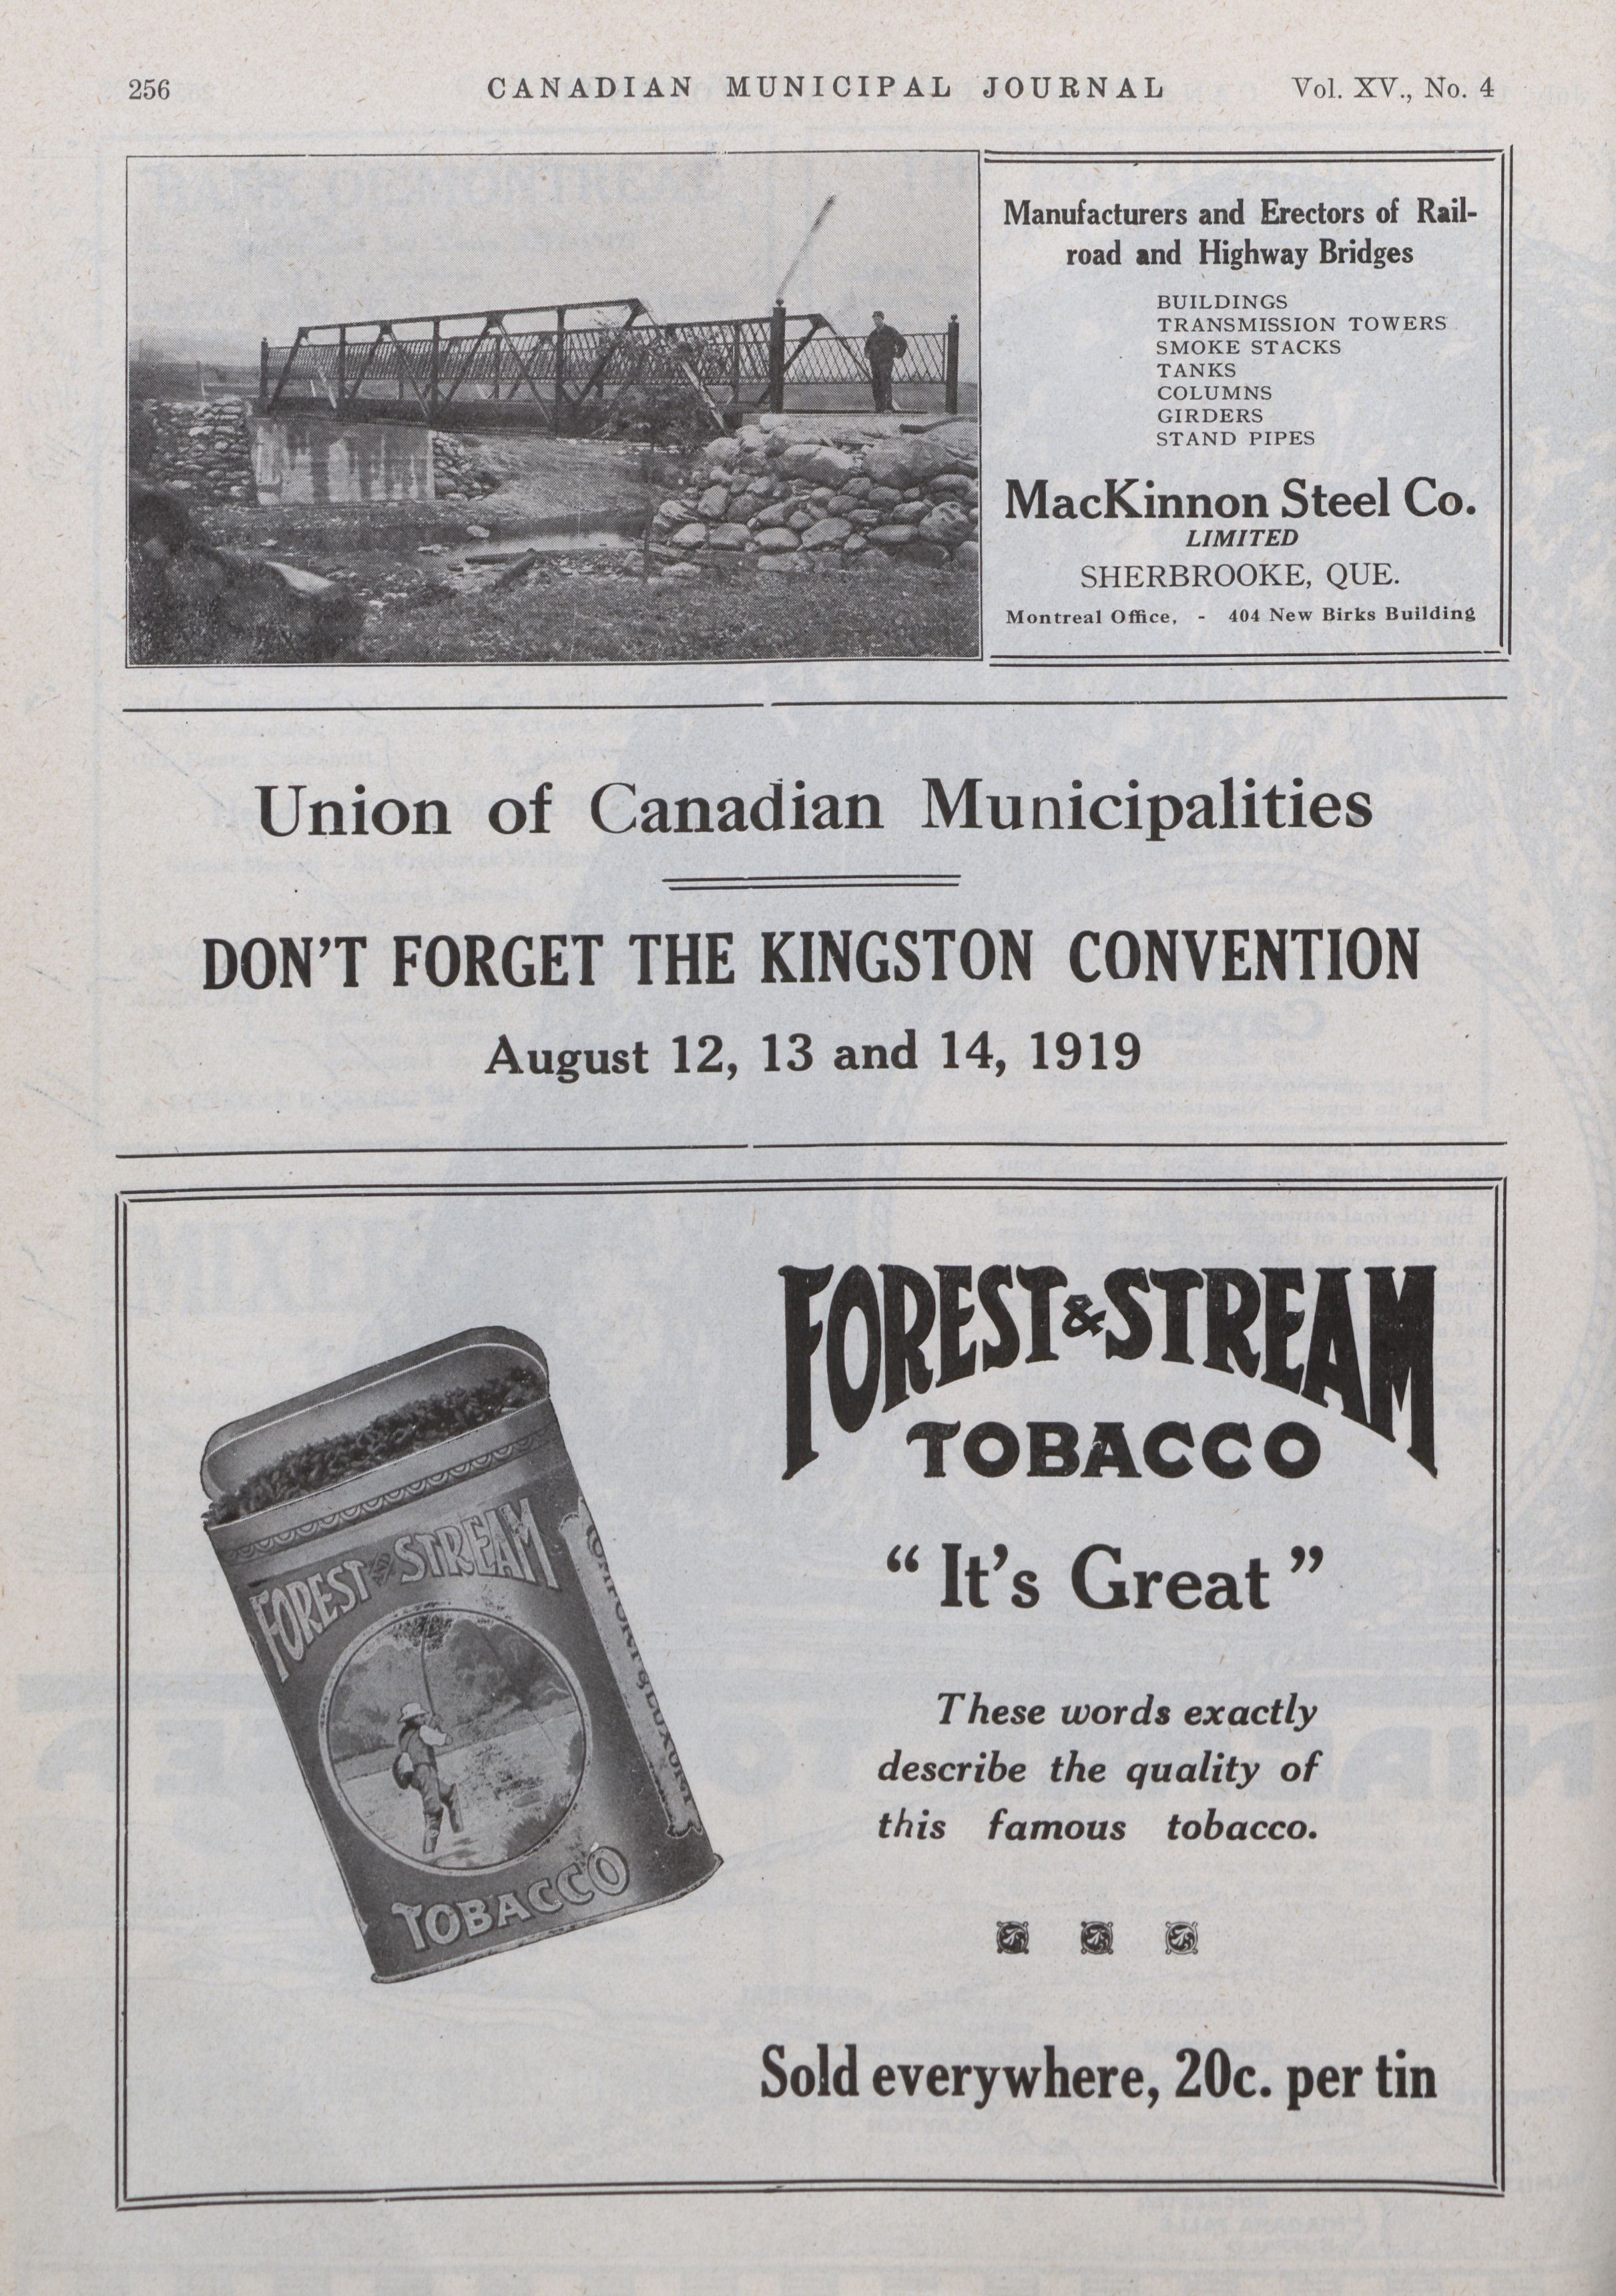 256 CANADIAN MUNICIPAL JOURNAL Vol. XV., No. 4
Manufacturers and Erectors of Rail-
road and Highway Bridges
BUILDINGS
TRANSMISSION TOWERS
SMOKE STACKS
TANKS
COLUMNS
GIRDERS
STAND PIPES
MacKinnon Steel Co.
LIMITED
SHERBROOKE, QUE.
Montreal Office, - 404 New Birks Building
Union of Canadian Municipalities
DON'T FORGET THE KINGSTON CONVENTION
August 12, 13 and 14, 1919
FOREST & STREAM
TOBACCO
"It's Great"
These words exactly
describe the quality of
this famous tobacco.
Sold everywhere, 20c. per tin
FOREST AND STREAM
TOBACCO